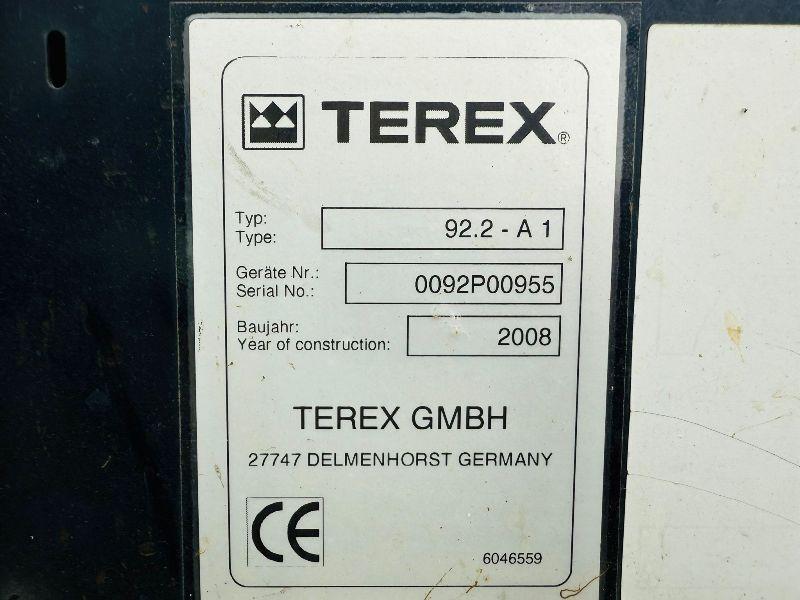 TEREX®
Typ:
Type:
92.2 - A 1
Geräte Nr.:
Serial No.:
0092P00955
Baujahr:
Year of construction:
2008
TEREX GMBH
27747 DELMENHORST GERMANY
CE
6046559